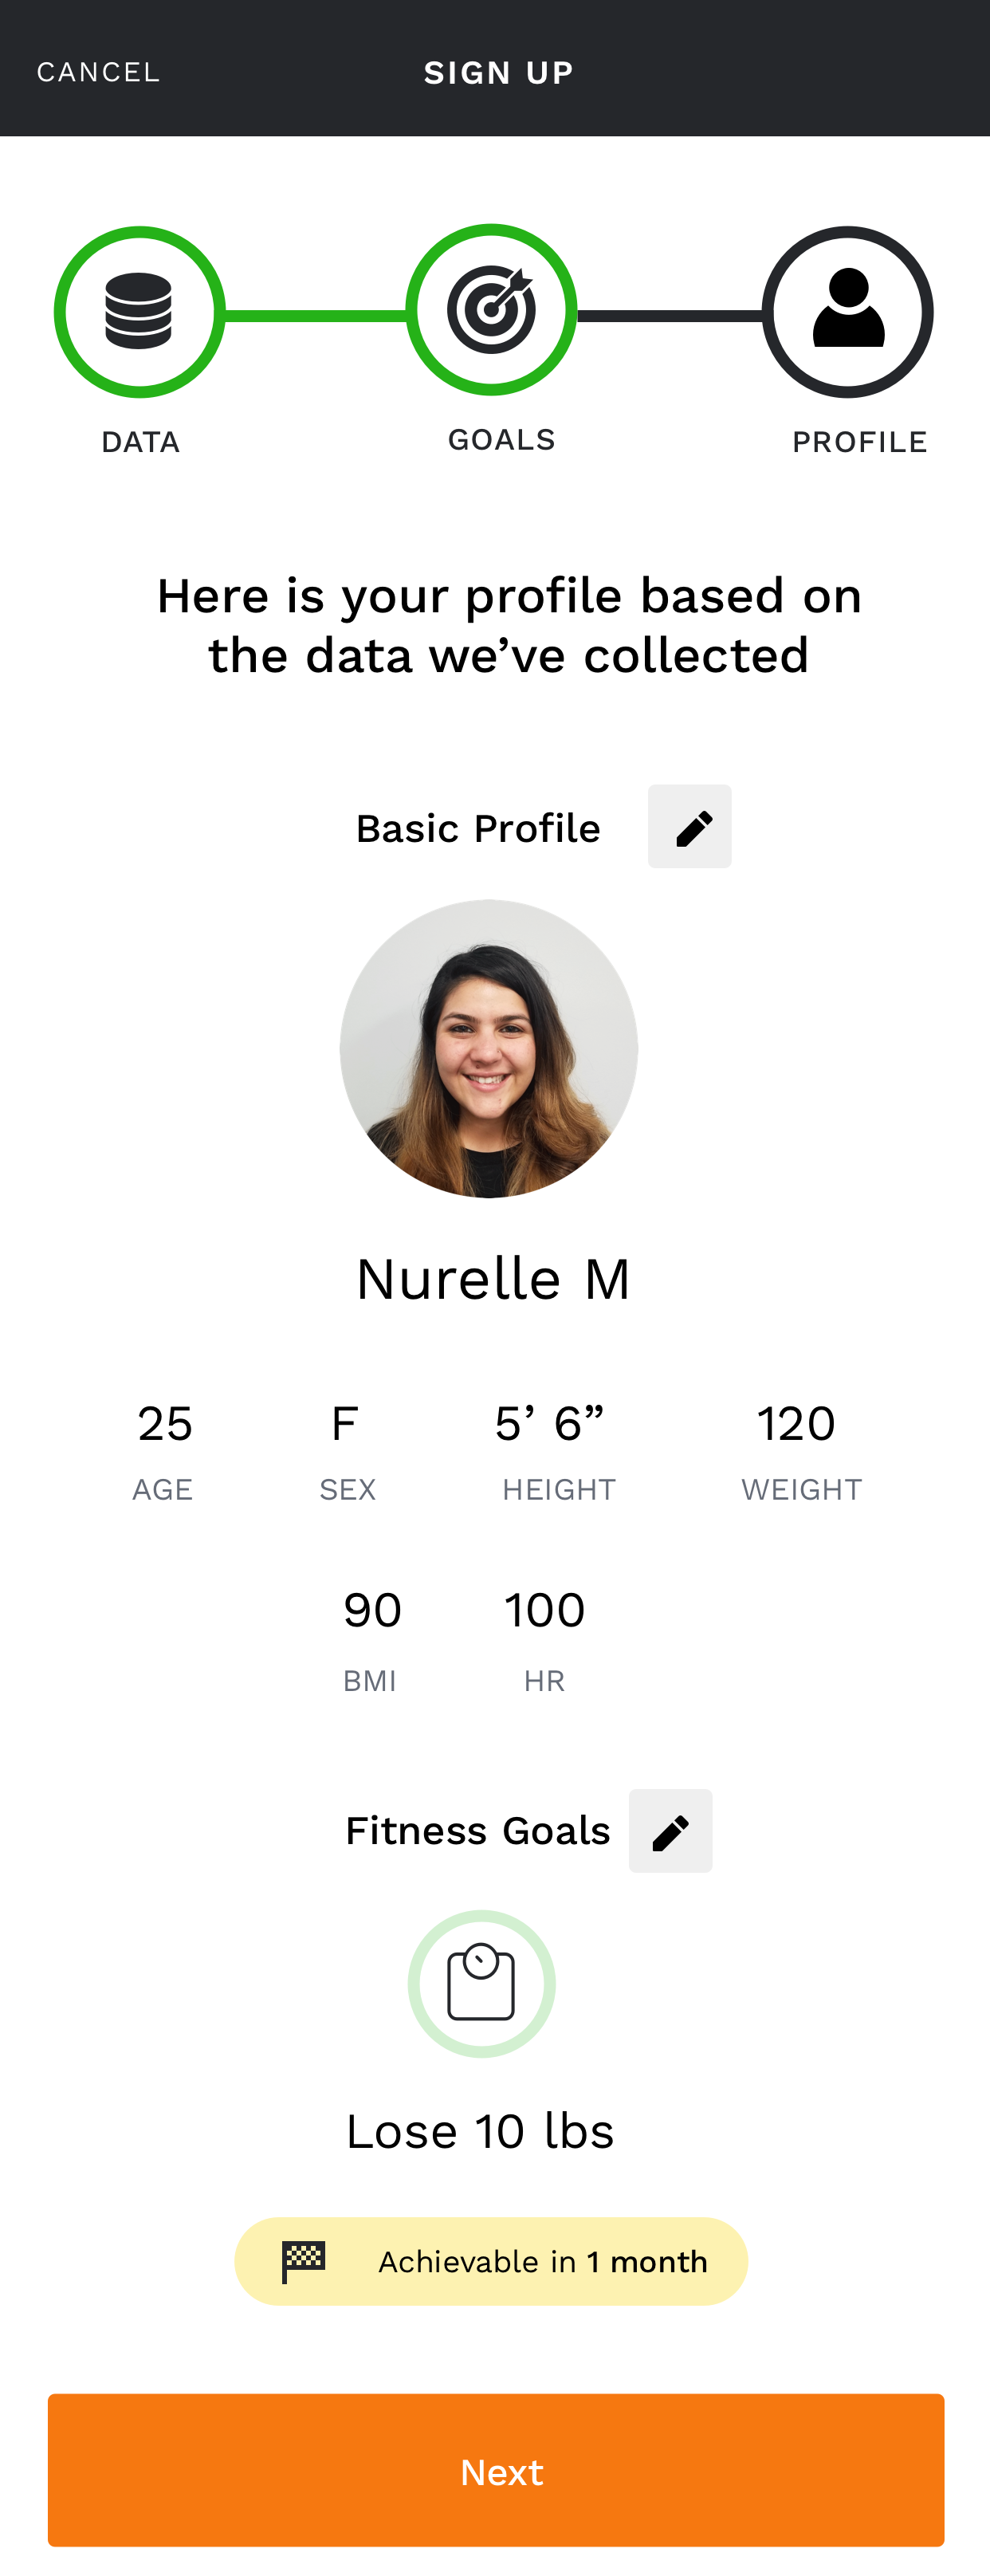 CANCEL
SIGN UP
DATA
GOALS
PROFILE
Here is your profile based on
the data we’ve collected
Basic Profile
Nurelle M
25 F 5’ 6” 120
AGE SEX HEIGHT WEIGHT
90 100
BMI HR
Fitness Goals
Lose 10 lbs
Achievable in 1 month
Next